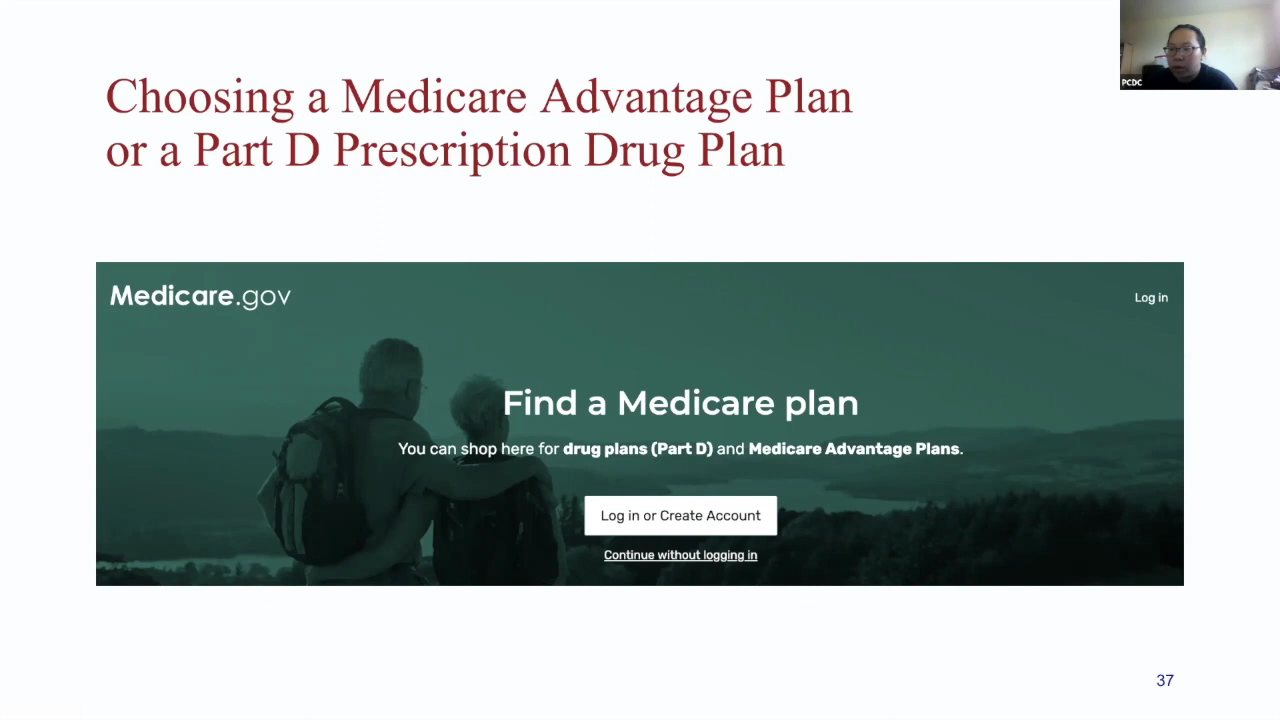 Choosing a Medicare Advantage Plan
or a Part D Prescription Drug Plan
PCDC
Medicare.gov
Log in
Find a Medicare plan
You can shop here for drug plans (Part D) and Medicare Advantage Plans.
Log in or Create Account
Continue without logging in
37